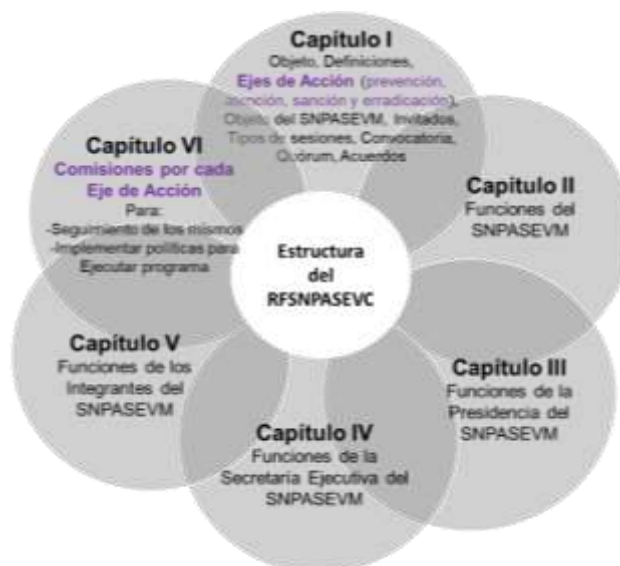 Capítulo I
Objeto, Definiciones,
Ejes de Acción (prevención,
atención, sanción y erradicación),
Objeto del SNPASEVM, Invitados,
Tipos de sesiones, Convocatoria,
Quórum, Acuerdos
Capítulo II
Funciones del
SNPASEVM
Capítulo III
Funciones de la
Presidencia del
SNPASEVM
Capítulo IV
Funciones de la
Secretaría Ejecutiva del
SNPASEVM
Capítulo V
Funciones de los
Integrantes del
SNPASEVM
Capítulo VI
Comisiones por cada
Eje de Acción
Para:
-Seguimiento de los mismos
-Implementar políticas para
Ejecutar programa
Estructura
del
RFSNPASEVC